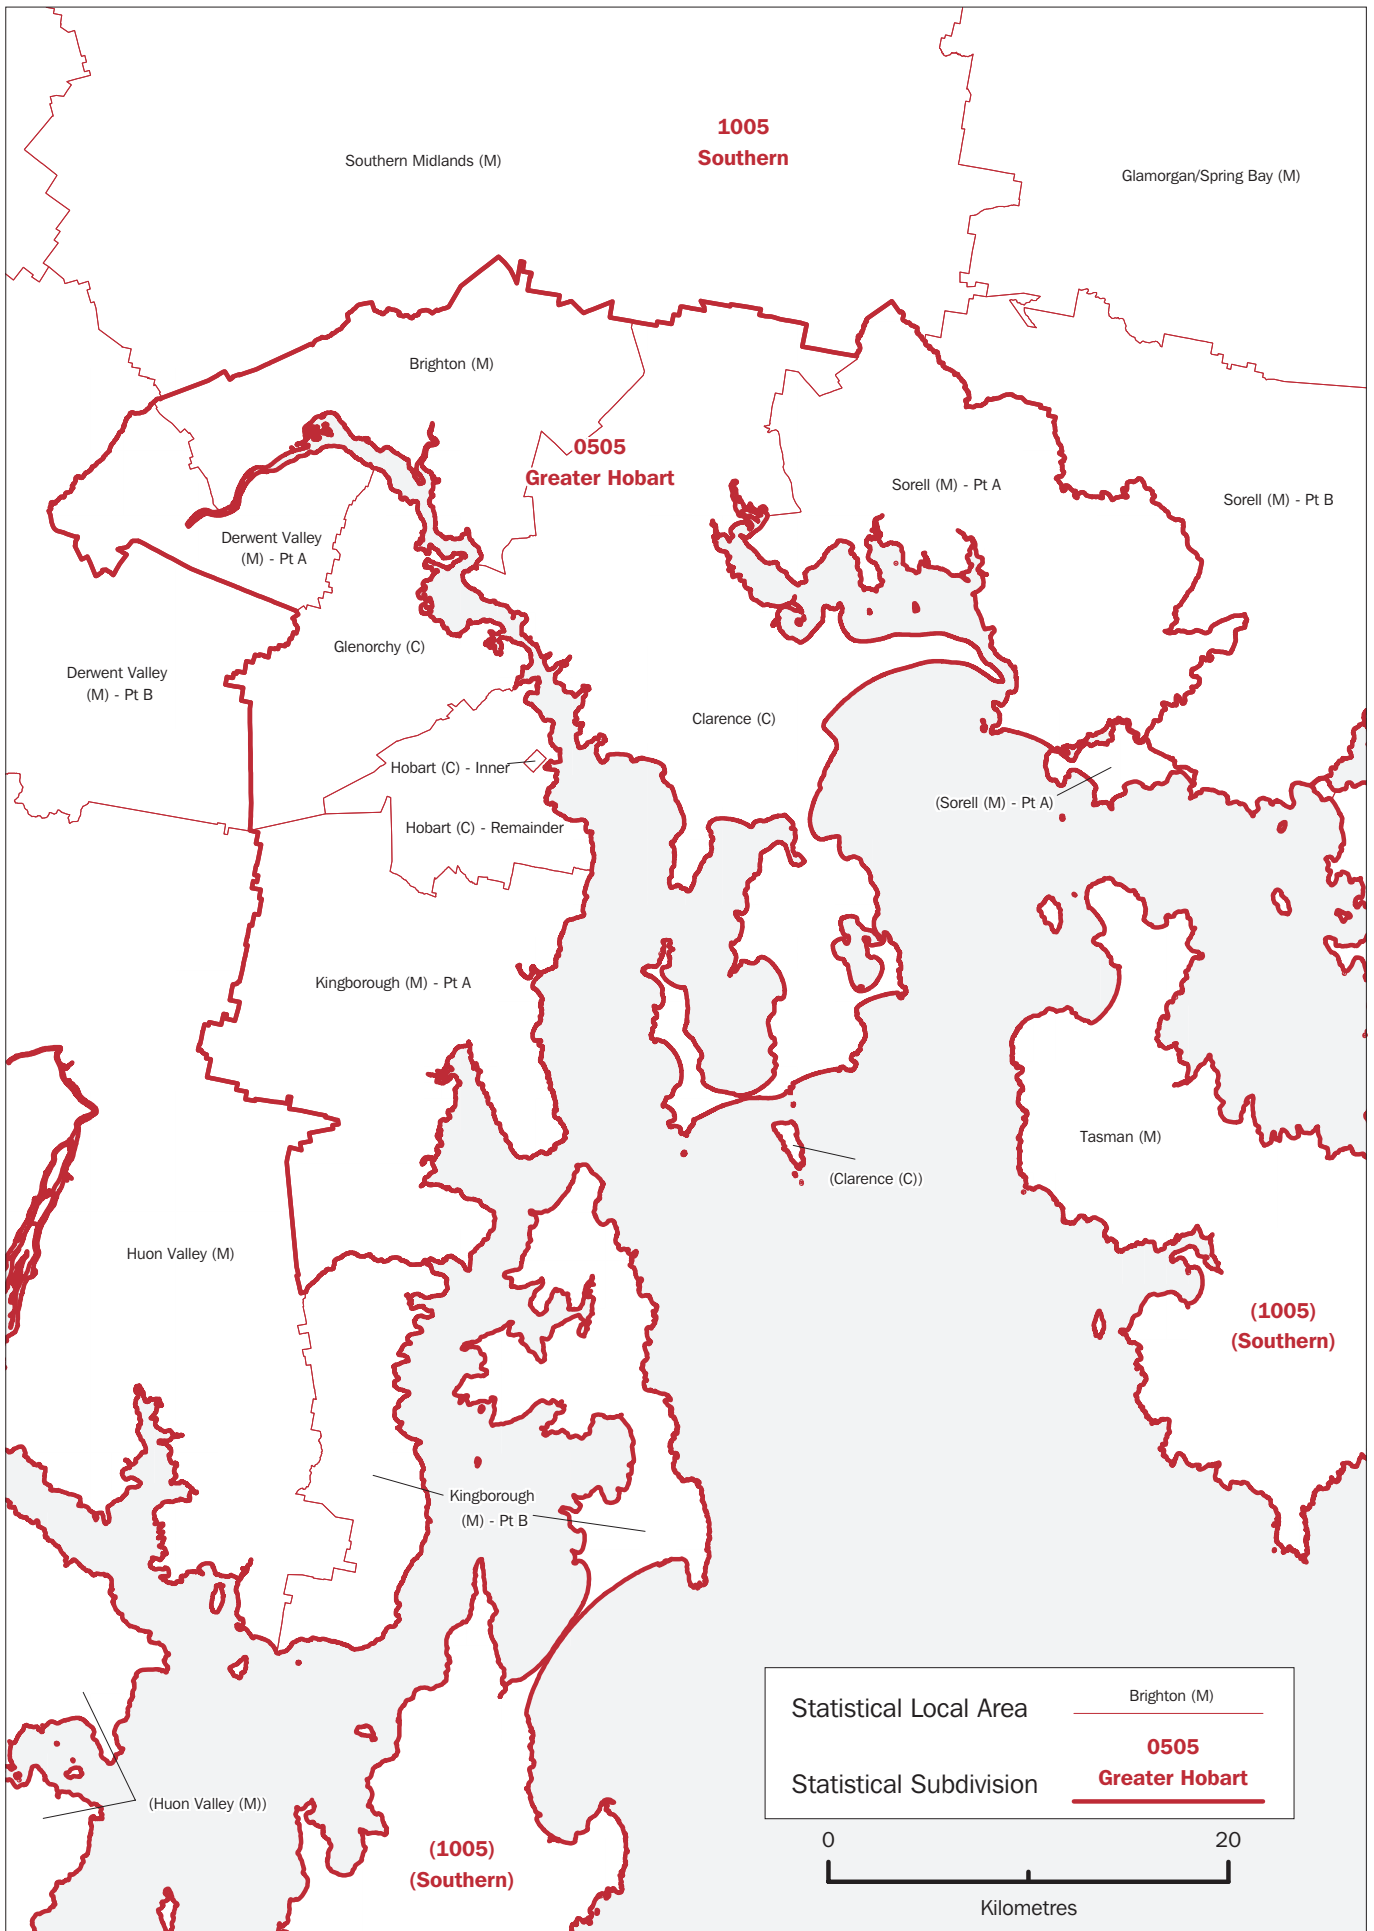 1005
Southern
Southern Midlands (M)
Glamorgan/Spring Bay (M)
Brighton (M)
0505
Greater Hobart
Sorell (M) - Pt A
Sorell (M) - Pt B
Derwent Valley
(M) - Pt A
Glenorchy (C)
Derwent Valley
(M) - Pt B
Clarence (C)
Hobart (C) - Inner
(Sorell (M) - Pt A)
Hobart (C) - Remainder
Kingborough (M) - Pt A
Tasman (M)
(Clarence (C))
Huon Valley (M)
(1005)
(Southern)
Kingborough
(M) - Pt B
(Huon Valley (M))
(1005)
(Southern)
Statistical Local Area
Brighton (M)
0505
Greater Hobart
Statistical Subdivision
0
20
Kilometres